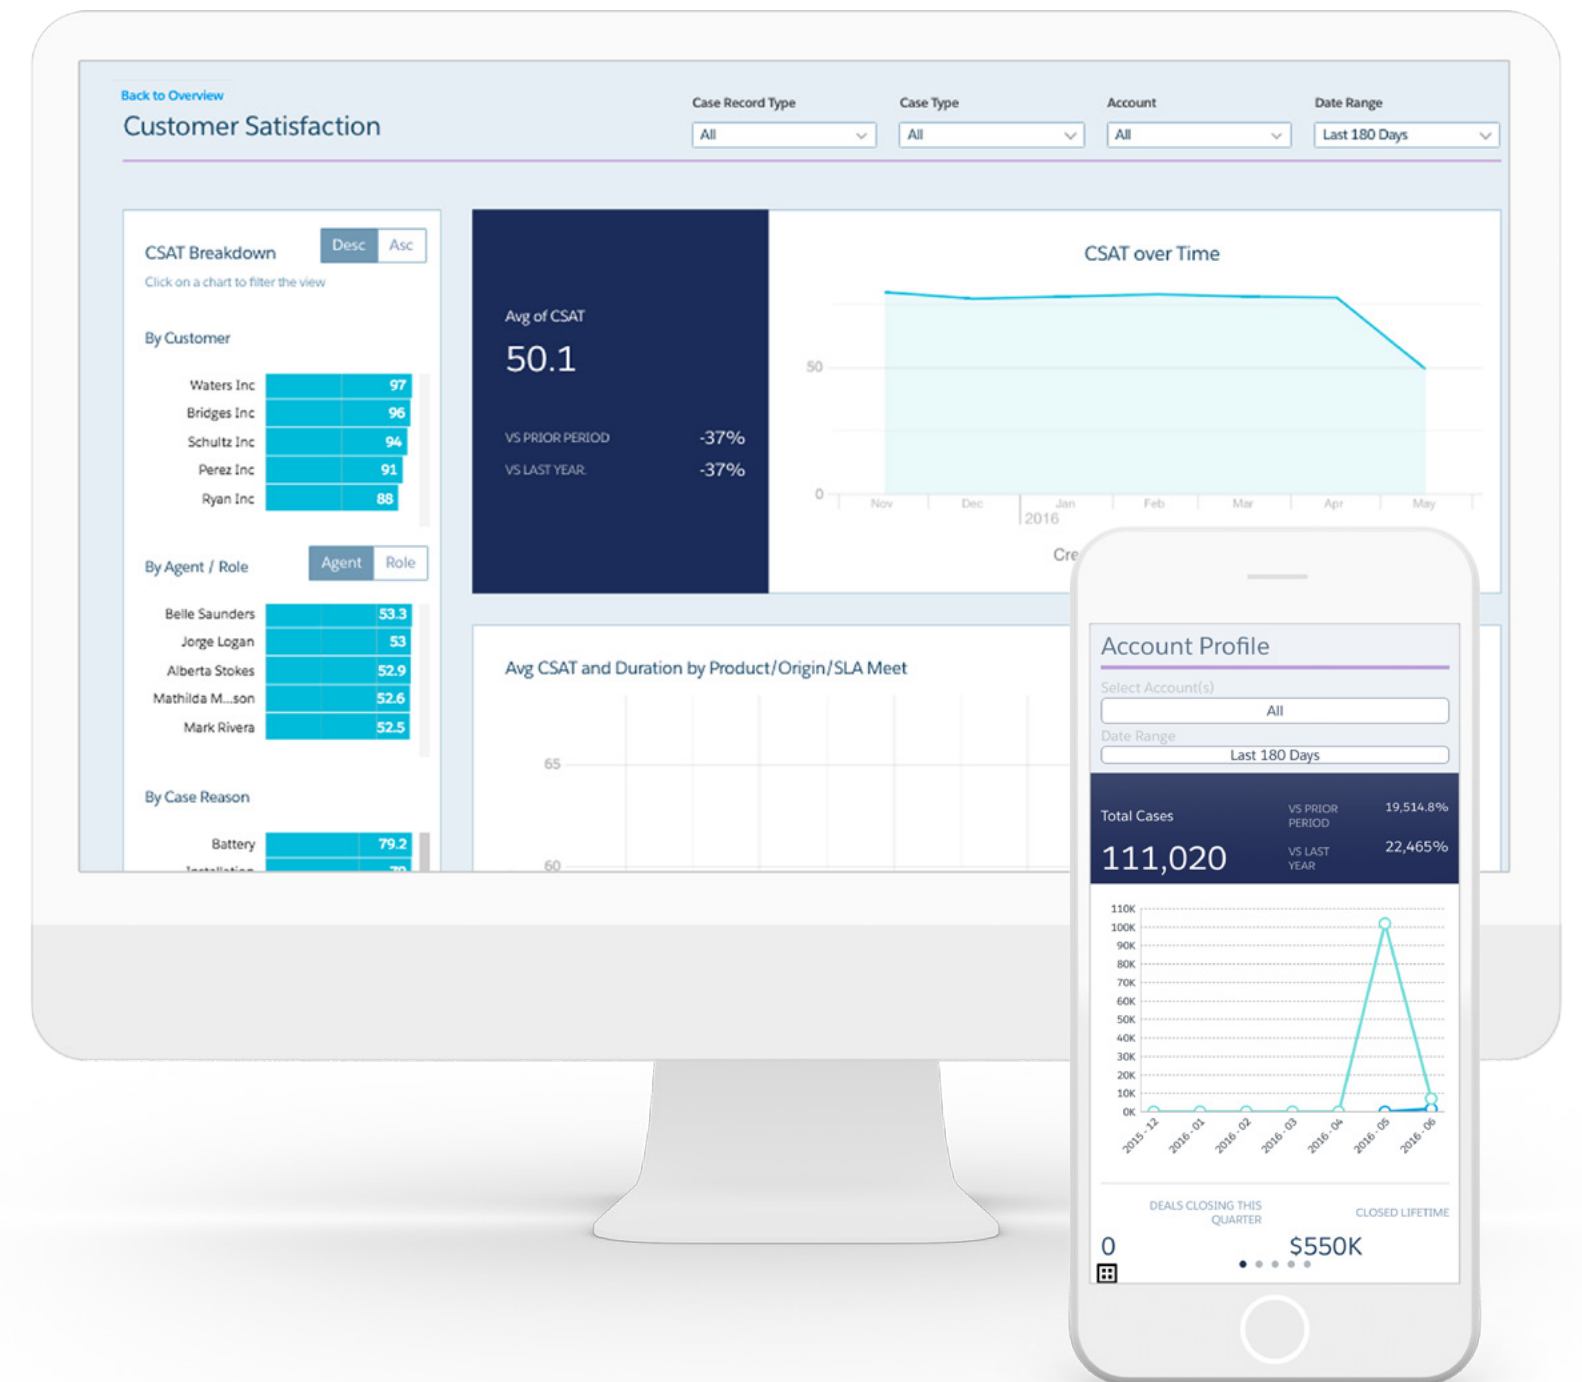 Back to Overview
Customer Satisfaction
Case Record Type
All
Case Type
All
Account
All
Date Range
Last 180 Days
CSAT Breakdown
Desc
Asc
Click on a chart to filter the view
By Customer
Waters Inc 97
Bridges Inc 96
Schultz Inc 94
Perez Inc 91
Ryan Inc 88
By Agent / Role
Agent
Role
Belle Saunders 53.3
Jorge Logan 53
Alberta Stokes 52.9
Mathilda M...son 52.6
Mark Rivera 52.5
By Case Reason
Battery 79.2
Avg of CSAT
50.1
VS PRIOR PERIOD -37%
VS LAST YEAR -37%
CSAT over Time
50
0
Nov Dec Jan Feb Mar Apr May
2016
Cre
Avg CSAT and Duration by Product/Origin/SLA Meet
65
60
Account Profile
Select Account(s)
All
Date Range
Last 180 Days
Total Cases
111,020
VS PRIOR
PERIOD
19,514.8%
VS LAST
YEAR
22,465%
110K
100K
90K
80K
70K
60K
50K
40K
30K
20K
10K
0K
2015-12 2016-01 2016-02 2016-03 2016-04 2016-05 2016-06
DEALS CLOSING THIS
QUARTER
0
CLOSED LIFETIME
$550K